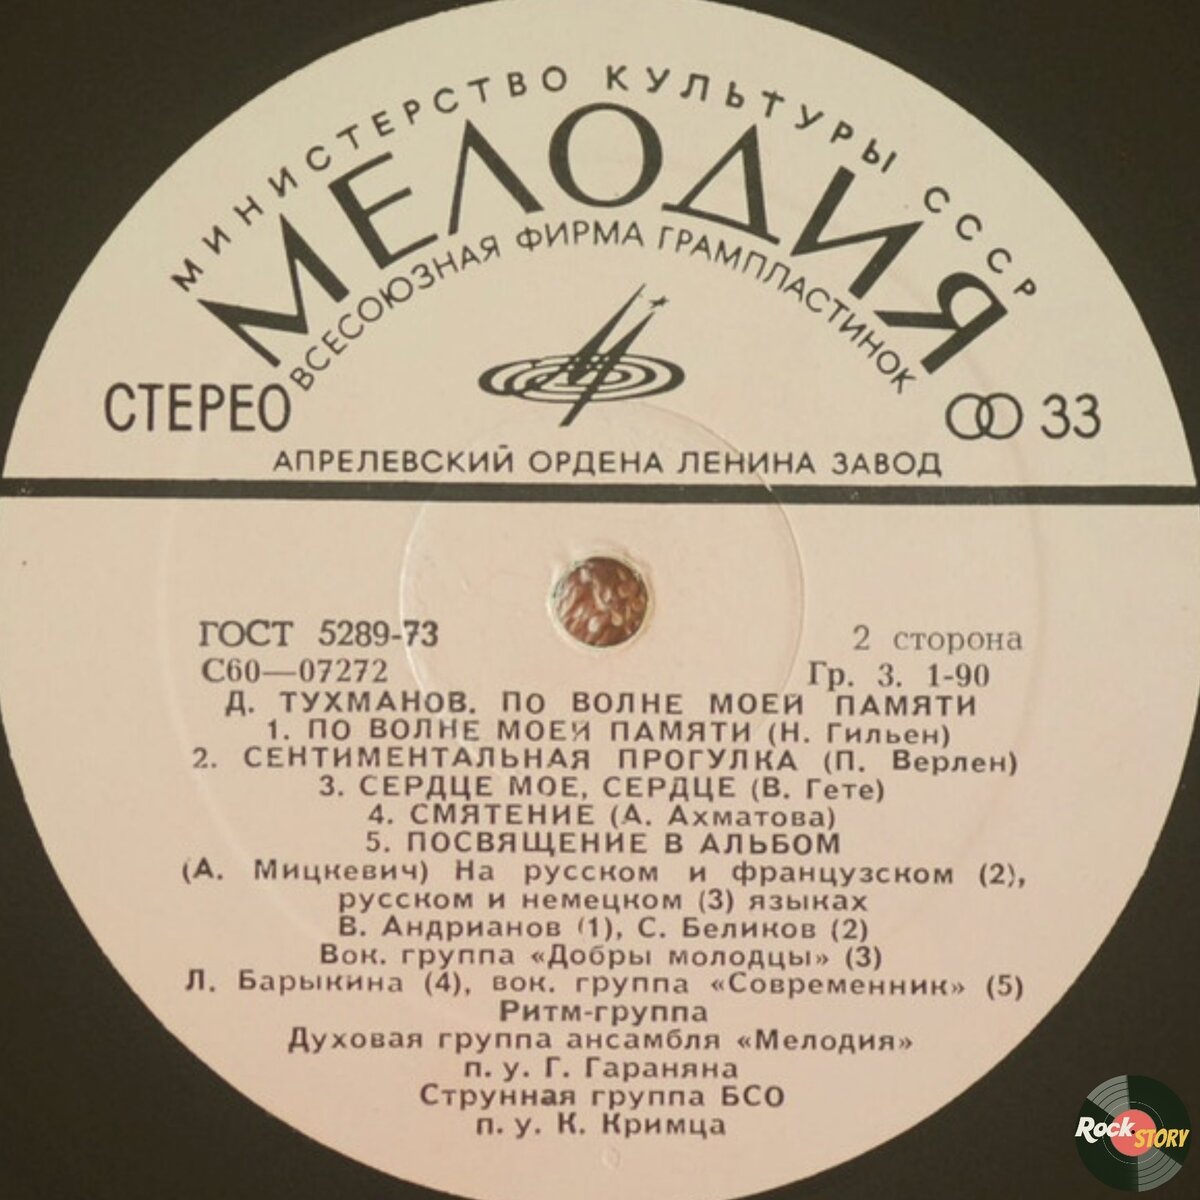 МИНИСТЕРСТВО КУЛЬТУРЫ СССР
МЕЛОДИЯ
ВСЕСОЮЗНАЯ ФИРМА ГРАМПЛАСТИНОК
СТЕРЕО
33
АПРЕЛЕВСКИЙ ОРДЕНА ЛЕНИНА ЗАВОД
ГОСТ 5289-73
2 сторона
С60—07272
Гр. 3. 1-90
Д. ТУХМАНОВ. ПО ВОЛНЕ МОЕЙ ПАМЯТИ
1. ПО ВОЛНЕ МОЕЙ ПАМЯТИ (Н. Гильен)
2. СЕНТИМЕНТАЛЬНАЯ ПРОГУЛКА (П. Верлен)
3. СЕРДЦЕ МОЕ, СЕРДЦЕ (В. Гете)
4. СМЯТЕНИЕ (А. Ахматова)
5. ПОСВЯЩЕНИЕ В АЛЬБОМ
(А. Мицкевич) На русском и французском (2),
русском и немецком (3) языках
В. Андрианов (1), С. Беликов (2)
Вок. группа «Добры молодцы» (3)
Л. Барыкина (4), вок. группа «Современник» (5)
Ритм-группа
Духовая группа ансамбля «Мелодия»
п. у. Г. Гараняна
Струнная группа БСО
п. у. К. Кримца
Rock STORY